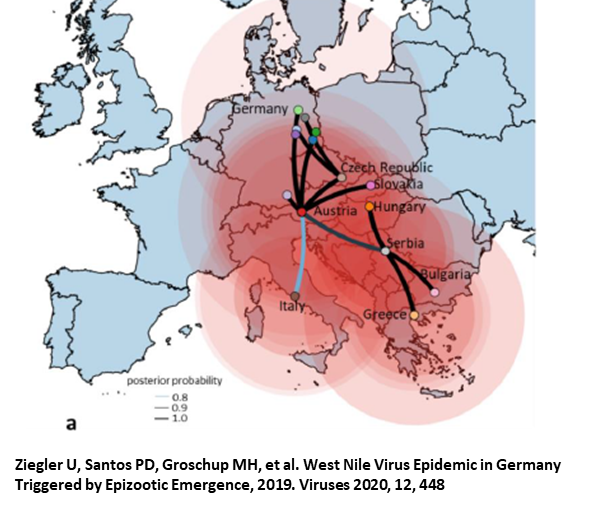 Germany
Czech Republic
Slovakia
Austria
Hungary
Serbia
Bulgaria
Italy
Greece
posterior probability
0.8
0.9
1.0
a
Ziegler U, Santos PD, Groschup MH, et al. West Nile Virus Epidemic in Germany
Triggered by Epizootic Emergence, 2019. Viruses 2020, 12, 448